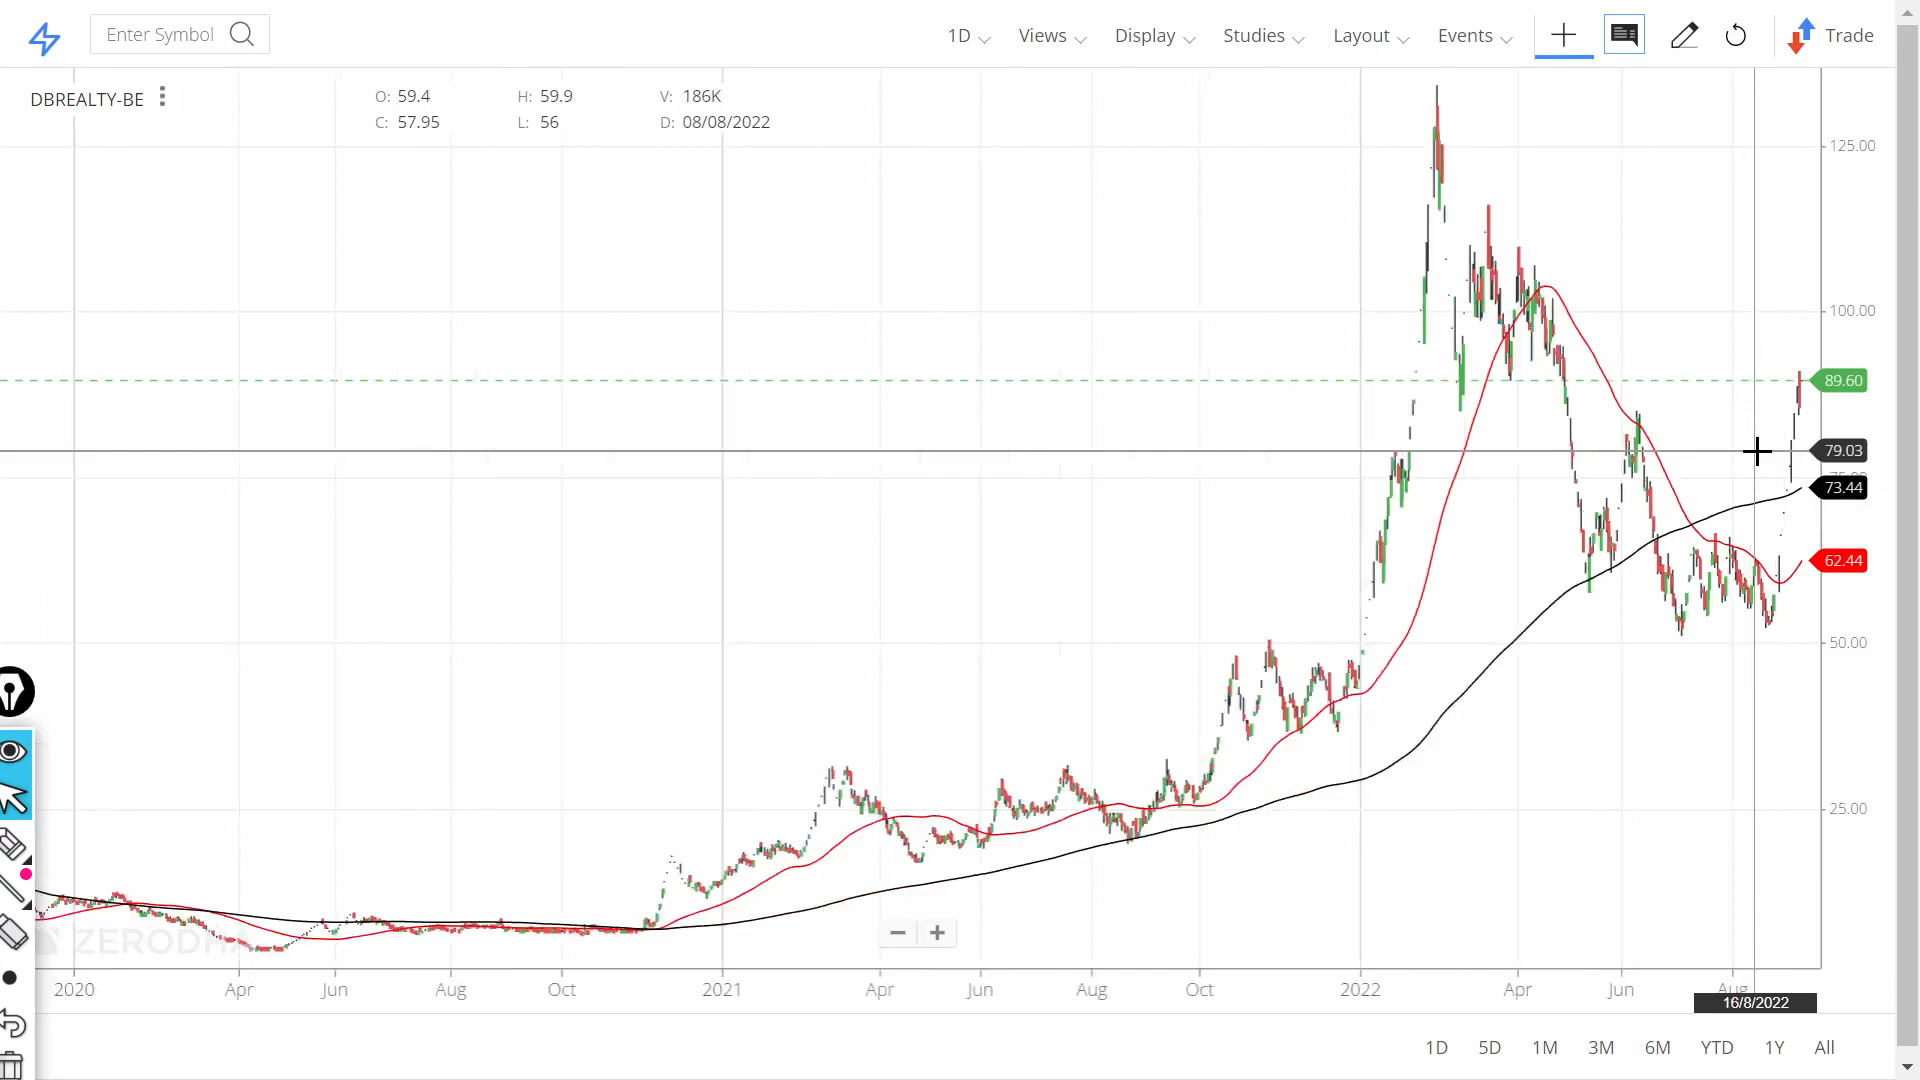 Enter Symbol
1D Views Display Studies Layout Events Trade
DBREALTY-BE
O: 59.4 H: 59.9 V: 186K
C: 57.95 L: 56 D: 08/08/2022
125.00
100.00
89.60
79.03
75.00
73.44
62.44
50.00
25.00
ZERODH
2020 Apr Jun Aug Oct 2021 Apr Jun Aug Oct 2022 Apr Jun Aug
16/8/2022
1D 5D 1M 3M 6M YTD 1Y All